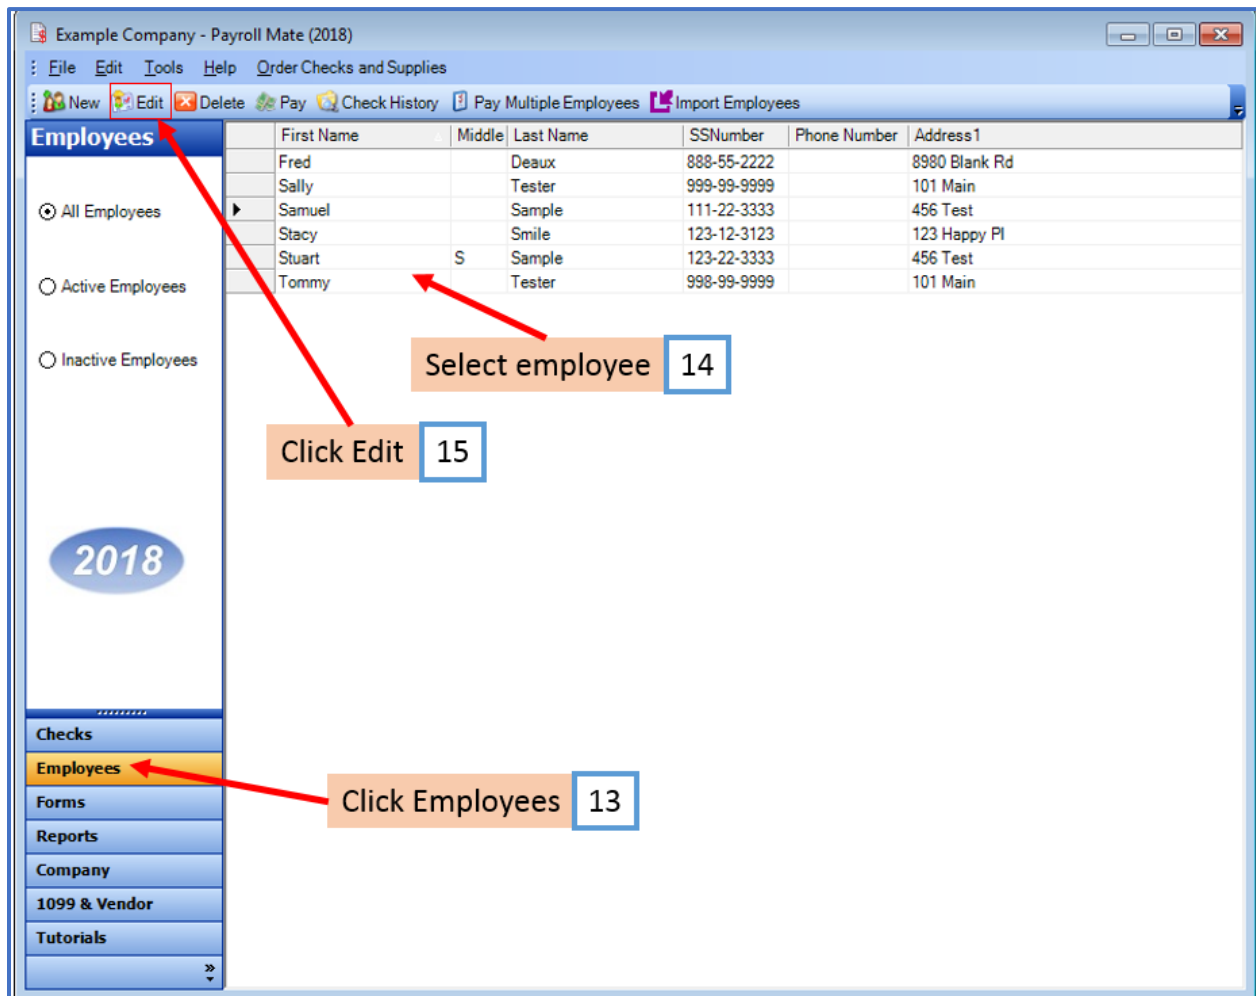 Example Company - Payroll Mate (2018)
File Edit Tools Help Order Checks and Supplies
New Edit Delete Pay Check History Pay Multiple Employees Import Employees
Employees
First Name Middle Last Name SSNumber Phone Number Address1
Fred Deaux 888-55-2222 8980 Blank Rd
Sally Tester 999-99-9999 101 Main
All Employees
Samuel Sample 111-22-3333 456 Test
Stacy Smile 123-12-3123 123 Happy Pl
Stuart S Sample 123-22-3333 456 Test
Active Employees
Tommy Tester 998-99-9999 101 Main
Inactive Employees
Select employee 14
Click Edit 15
2018
Checks
Employees
Click Employees 13
Forms
Reports
Company
1099 & Vendor
Tutorials